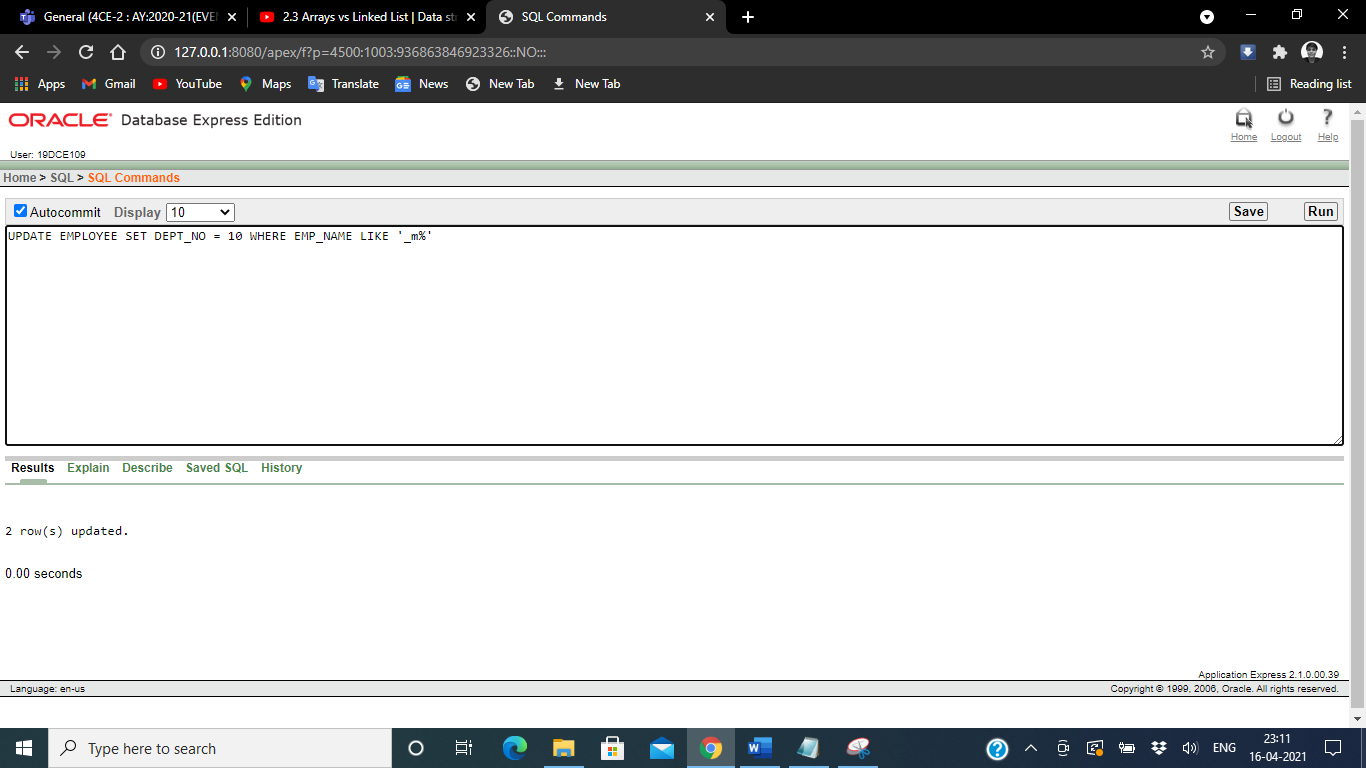 General (4CE-2 : AY:2020-21(EVEN
2.3 Arrays vs Linked List | Data str
SQL Commands
127.0.0.1:8080/apex/f?p=4500:1003:936863846923326::NO:::
Apps Gmail YouTube Maps Translate News New Tab New Tab Reading list
ORACLE Database Express Edition
Home Logout Help
User: 19DCE109
Home > SQL > SQL Commands
Autocommit Display 10 Save Run
UPDATE EMPLOYEE SET DEPT_NO = 10 WHERE EMP_NAME LIKE '_m%'
Results Explain Describe Saved SQL History
2 row(s) updated.
0.00 seconds
Application Express 2.1.0.00.39
Language: en-us Copyright © 1999, 2006, Oracle. All rights reserved.
Type here to search ENG 23:11
16-04-2021